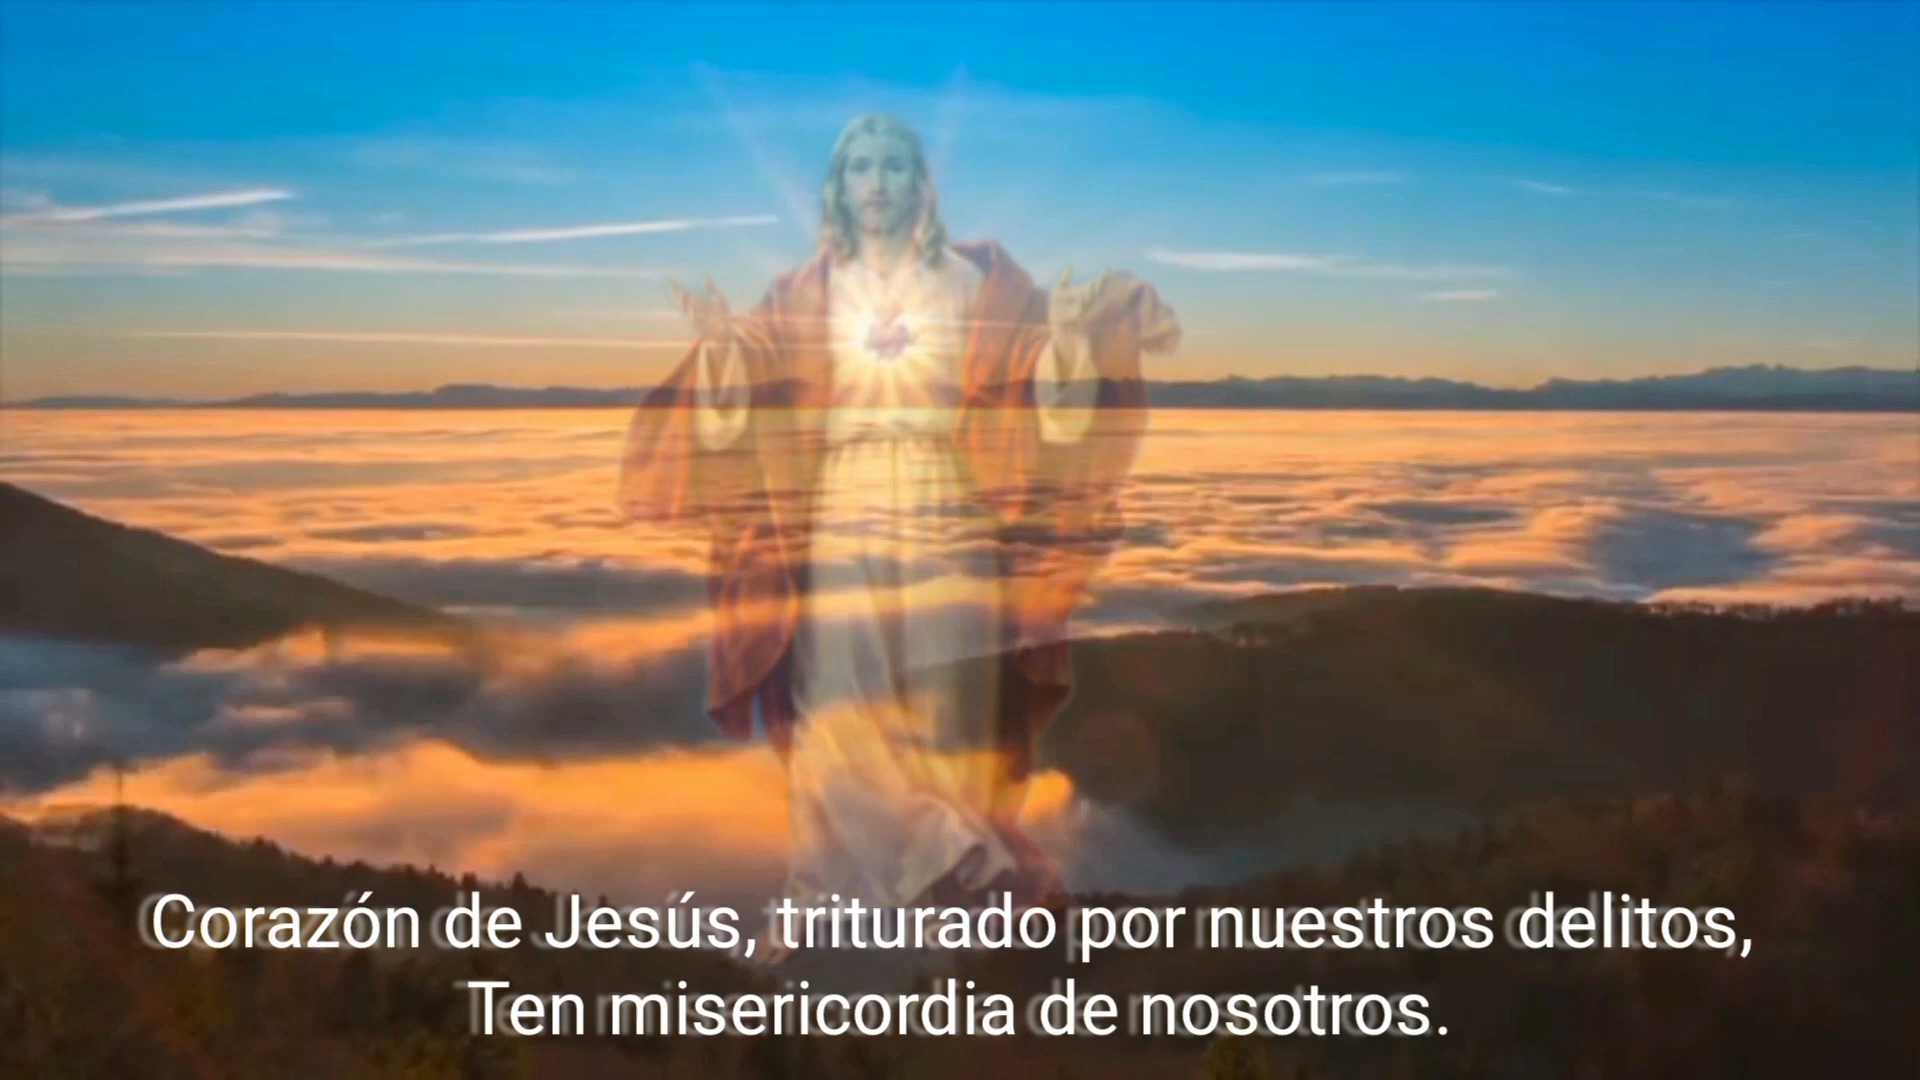 Corazón de Jesús, triturado por nuestros delitos,
Ten misericordia de nosotros.